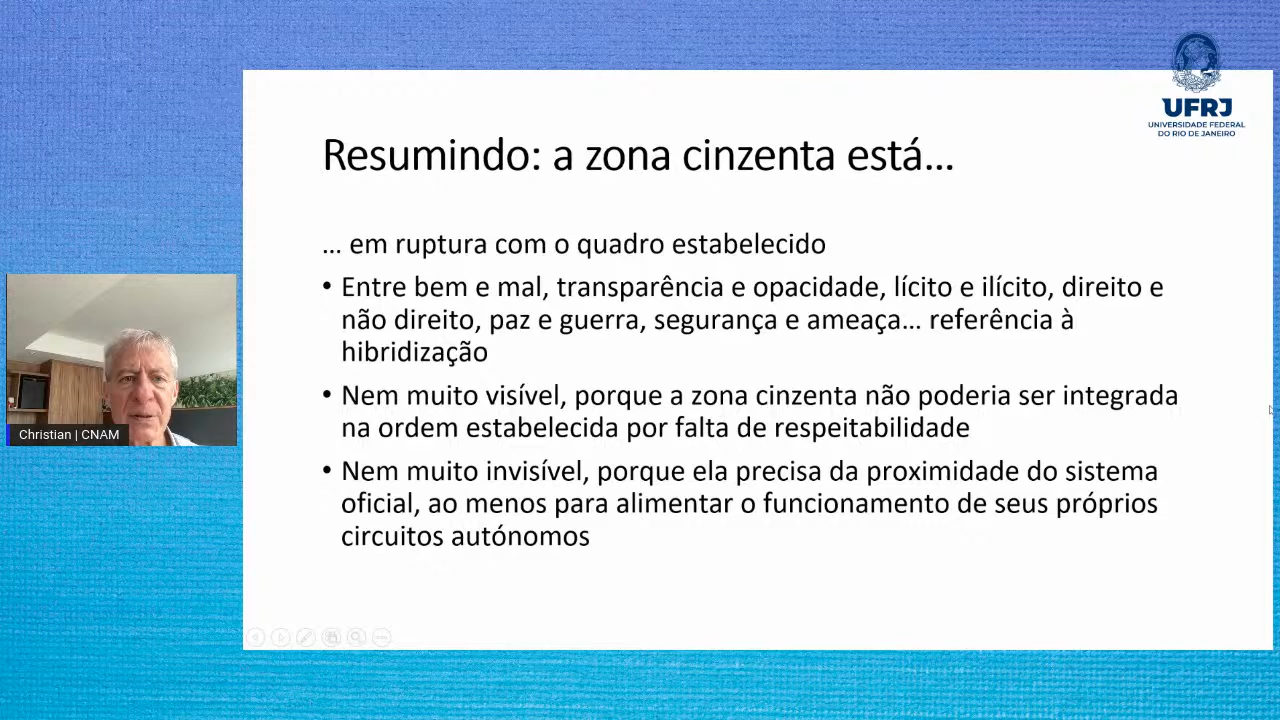 UFRJ
UNIVERSIDADE FEDERAL
DO RIO DE JANEIRO
Resumindo: a zona cinzenta está...
... em ruptura com o quadro estabelecido
• Entre bem e mal, transparência e opacidade, lícito e ilícito, direito e
não direito, paz e guerra, segurança e ameaça... referência à
hibridização
• Nem muito visível, porque a zona cinzenta não poderia ser integrada
na ordem estabelecida por falta de respeitabilidade
• Nem muito invisível, porque ela precisa da proximidade do sistema
oficial, ao menos para alimentar o funcionamento de seus próprios
circuitos autónomos
Christian | CNAM